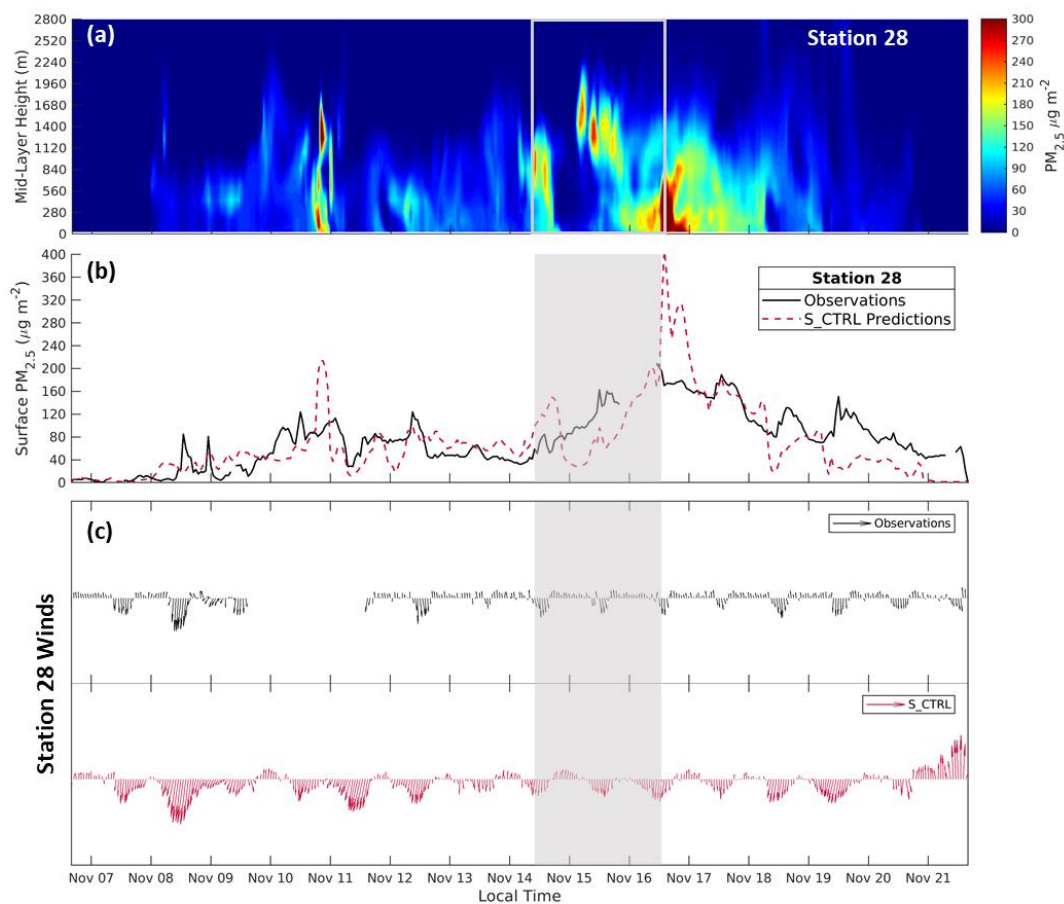 (a)
Station 28
Mid-Layer Height (m)
2800
2520
2240
1960
1680
1400
1120
840
560
280
0
300
270
240
210
180
150
120
90
60
30
0
PM2.5 μg m-2
(b)
Surface PM2.5 (μg m-2)
400
360
320
280
240
200
160
120
80
40
0
Station 28
Observations
S_CTRL Predictions
(c)
Station 28 Winds
Observations
S_CTRL
Nov 07 Nov 08 Nov 09 Nov 10 Nov 11 Nov 12 Nov 13 Nov 14 Nov 15 Nov 16 Nov 17 Nov 18 Nov 19 Nov 20 Nov 21
Local Time